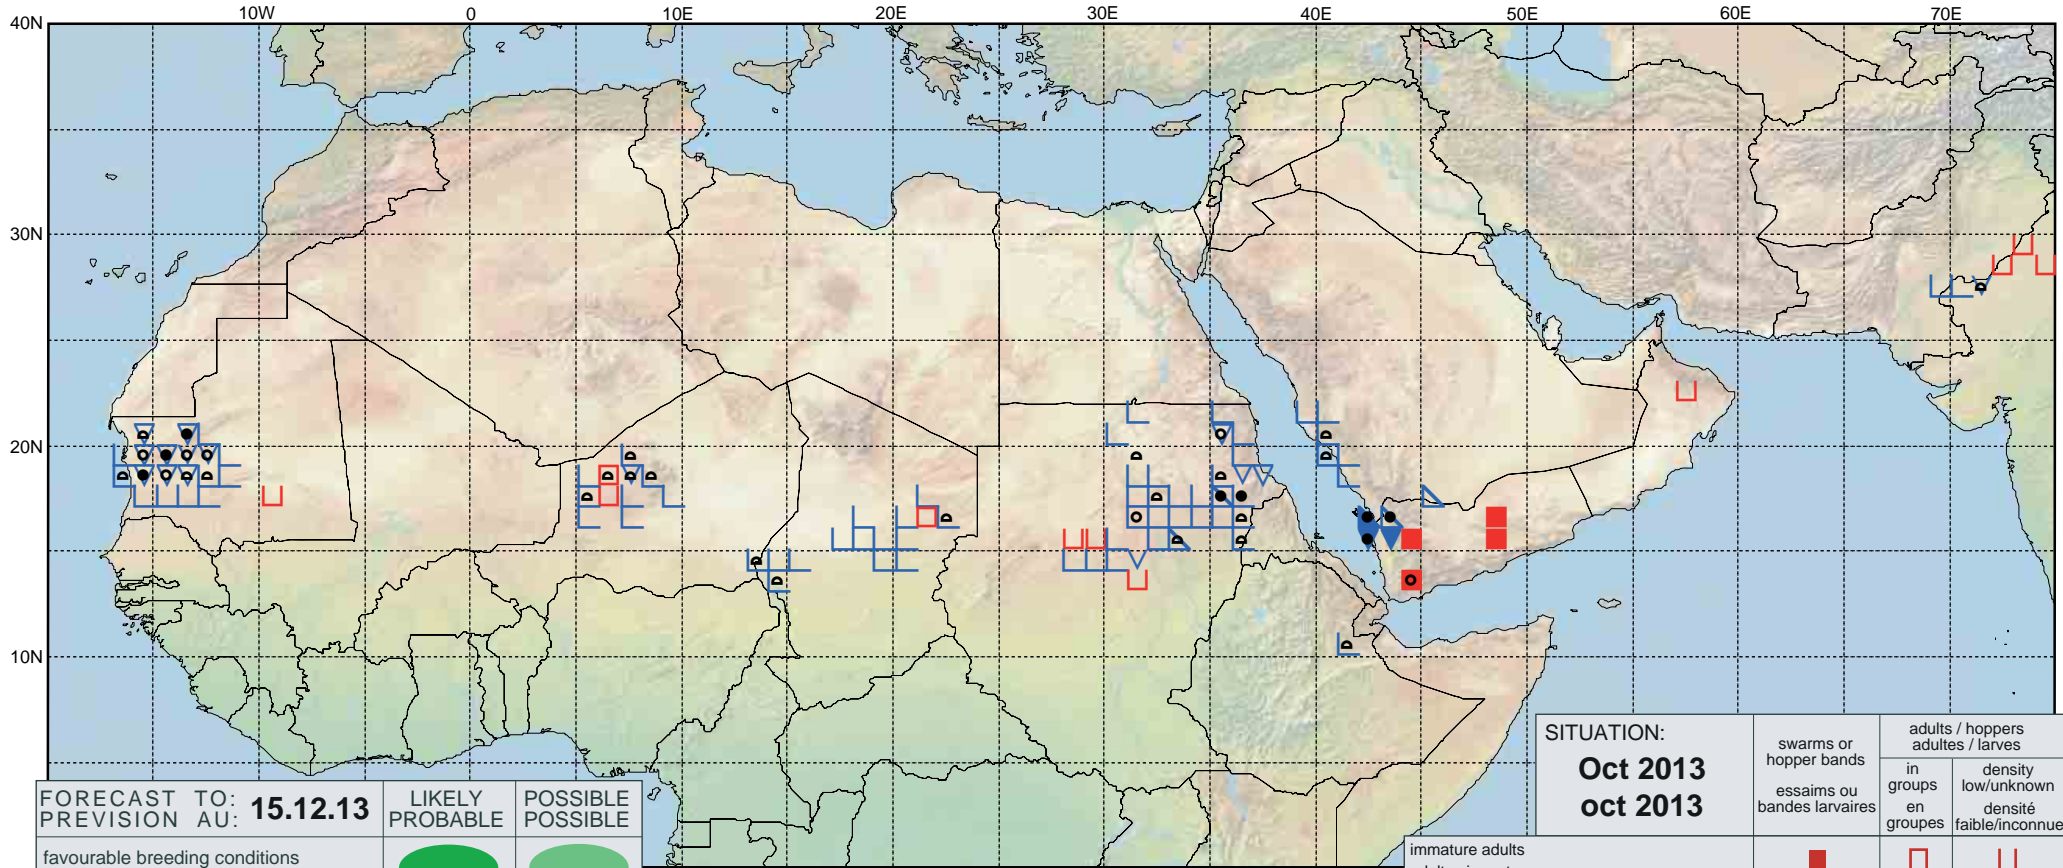 10W 0 10E 20E 30E 40E 50E 60E 70E
40N
30N
20N
10N
FORECAST TO:
PREVISION AU:
15.12.13
LIKELY
PROBABLE
POSSIBLE
POSSIBLE
favourable breeding conditions
SITUATION:
Oct 2013
oct 2013
swarms or
hopper bands
essaims ou
bandes larvaires
adults / hoppers
adultes / larves
in
groups
en
groupes
density
low/unknown
densité
faible/inconnue
immature adults